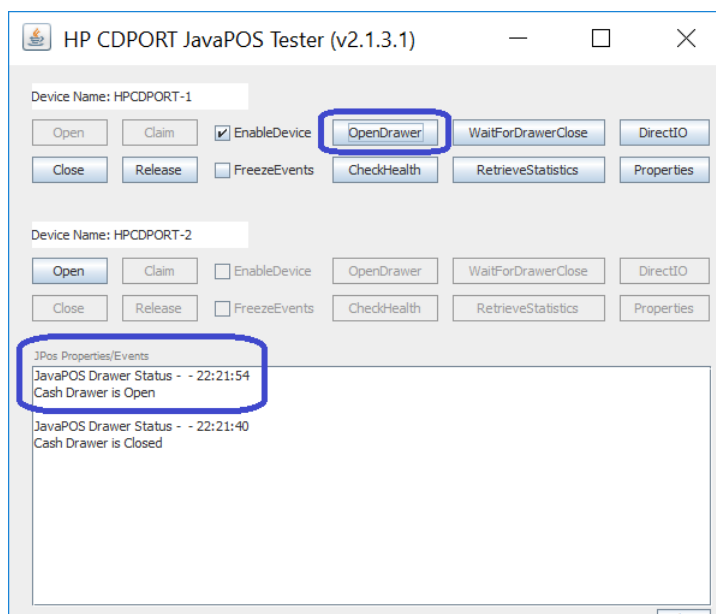 HP CDPORT JavaPOS Tester (v2.1.3.1)
Device Name: HPCDPORT-1
Open Claim EnableDevice OpenDrawer WaitForDrawerClose DirectIO
Close Release FreezeEvents CheckHealth RetrieveStatistics Properties
Device Name: HPCDPORT-2
Open Claim EnableDevice OpenDrawer WaitForDrawerClose DirectIO
Close Release FreezeEvents CheckHealth RetrieveStatistics Properties
JPos Properties/Events
JavaPOS Drawer Status - - 22:21:54
Cash Drawer is Open
JavaPOS Drawer Status - - 22:21:40
Cash Drawer is Closed